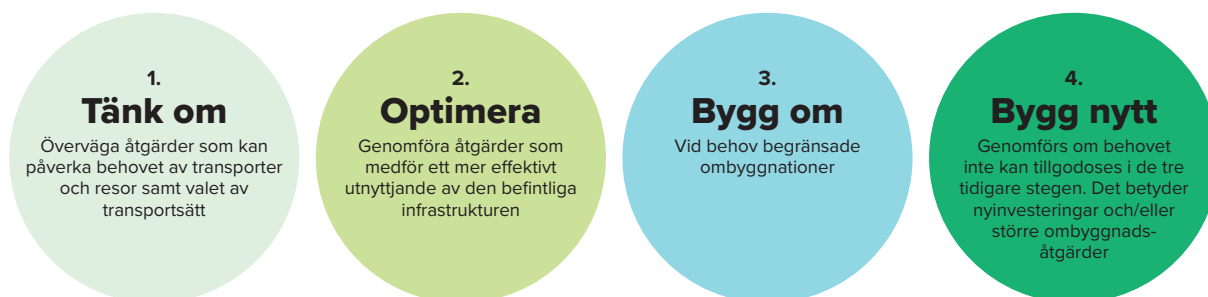 1.
Tänk om
Överväga åtgärder som kan
påverka behovet av transporter
och resor samt valet av
transportsätt
2.
Optimera
Genomföra åtgärder som
medför ett mer effektivt
utnyttjande av den befintliga
infrastrukturen
3.
Bygg om
Vid behov begränsade
ombyggnationer
4.
Bygg nytt
Genomförs om behovet
inte kan tillgodoses i de tre
tidigare stegen. Det betyder
nyinvesteringar och/eller
större ombyggnads-
åtgärder